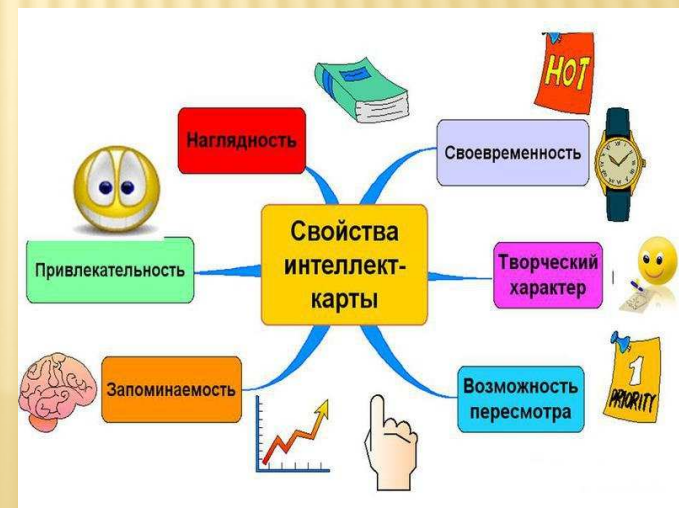 HOT
Наглядность
Своевременность
Свойства
интеллект-
карты
Привлекательность
Творческий
характер
Запоминаемость
Возможность
пересмотра
1
PRIORITY